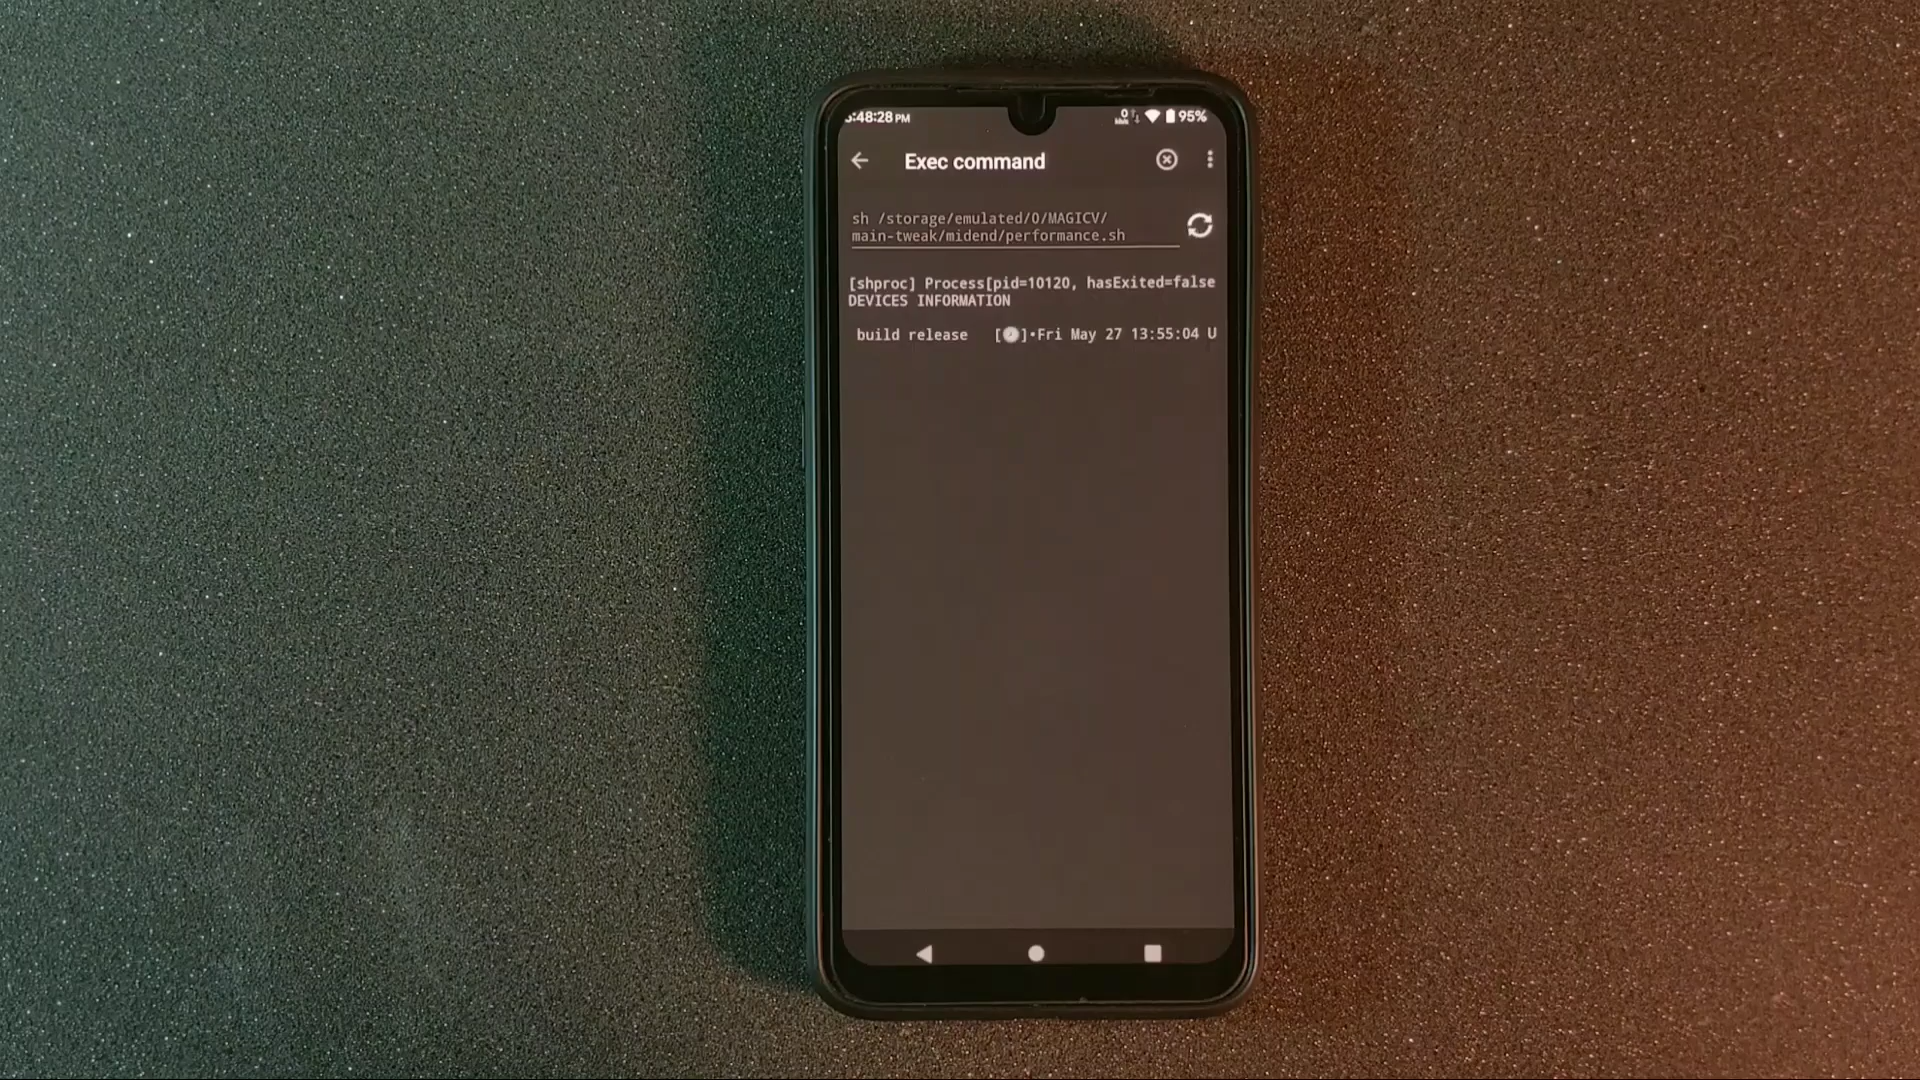 :48:28 PM 95%
Exec command
sh /storage/emulated/0/MAGICV/
main-tweak/midend/performance.sh
[shproc] Process[pid=10120, hasExited=false
DEVICES INFORMATION
build release [🕗]•Fri May 27 13:55:04 U